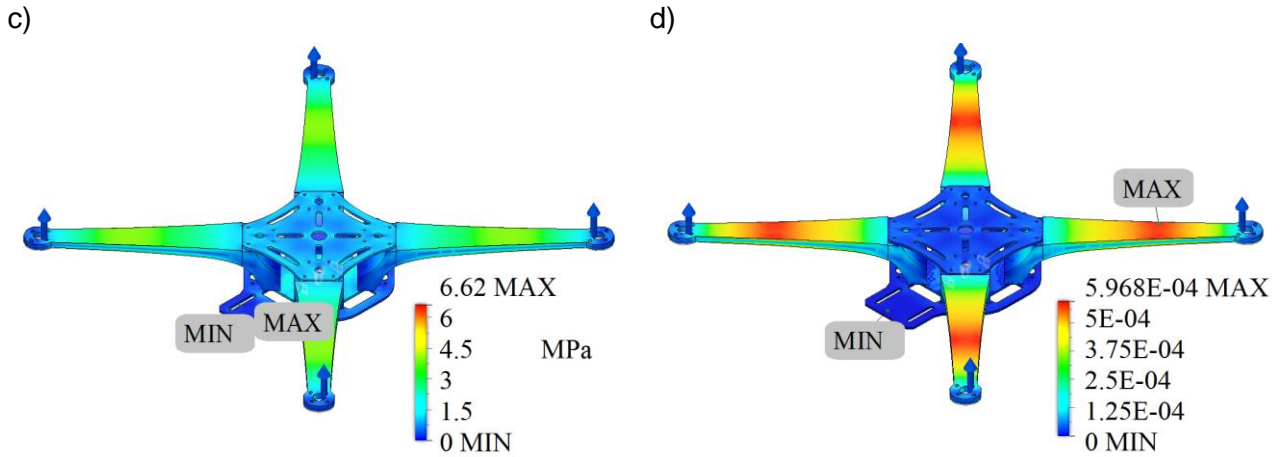 c)
6.62 MAX
6
4.5
3
1.5
0 MIN
MPa
MIN
MAX
d)
MAX
MIN
5.968E-04 MAX
5E-04
3.75E-04
2.5E-04
1.25E-04
0 MIN